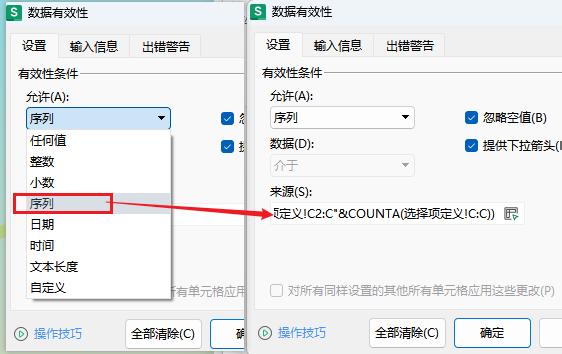 数据有效性
设置 输入信息 出错警告
有效性条件
允许(A):
序列
任何值
整数
小数
序列
日期
时间
文本长度
自定义
所有单元格应用
操作技巧
全部清除(C)
数据有效性
设置 输入信息 出错警告
有效性条件
允许(A):
序列
忽略空值(B)
数据(D):
介于
提供下拉箭头(I
来源(S):
定义!C2:C"&COUNTA(选择项定义!C:C))
对所有同样设置的其他所有单元格应用这些更改(P)
操作技巧
全部清除(C) 确定